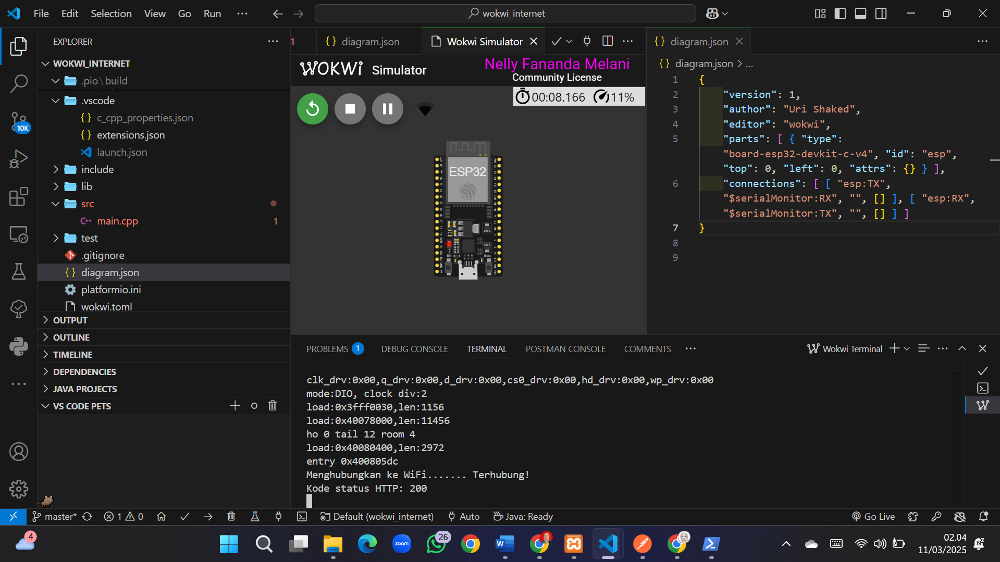 File Edit Selection View Go Run ···
wokwi_internet
EXPLORER
WOKWI_INTERNET
.pio\build
.vscode
{} c_cpp_properties.json
{} extensions.json
launch.json
include
lib
src
main.cpp 1
test
.gitignore
{} diagram.json
platformio.ini
wokwi.toml
OUTPUT
OUTLINE
TIMELINE
DEPENDENCIES
JAVA PROJECTS
VS CODE PETS
10K
1 {} diagram.json Wokwi Simulator
WOKWi Simulator
Nelly Fananda Melani
Community License
00:08.166 11%
ESP32
EN Boot
{} diagram.json
{} diagram.json > ...
1 {
2 "version": 1,
3 "author": "Uri Shaked",
4 "editor": "wokwi",
5 "parts": [ { "type":
"board-esp32-devkit-c-v4", "id": "esp",
"top": 0, "left": 0, "attrs": {} } ],
6 "connections": [ [ "esp:TX",
"$serialMonitor:RX", "", [] ], [ "esp:RX",
"$serialMonitor:TX", "", [] ] ]
7 }
8
9
PROBLEMS 1 DEBUG CONSOLE TERMINAL POSTMAN CONSOLE COMMENTS ··· Wokwi Terminal
clk_drv:0x00,q_drv:0x00,d_drv:0x00,cs0_drv:0x00,hd_drv:0x00,wp_drv:0x00
mode:DIO, clock div:2
load:0x3fff0030,len:1156
load:0x40078000,len:11456
ho 0 tail 12 room 4
load:0x40080400,len:2972
entry 0x400805dc
Menghubungkan ke WiFi....... Terhubung!
Kode status HTTP: 200
master* 1 0 Default (wokwi_internet) Auto Java: Ready Go Live
4
zoom
26
02.04
11/03/2025